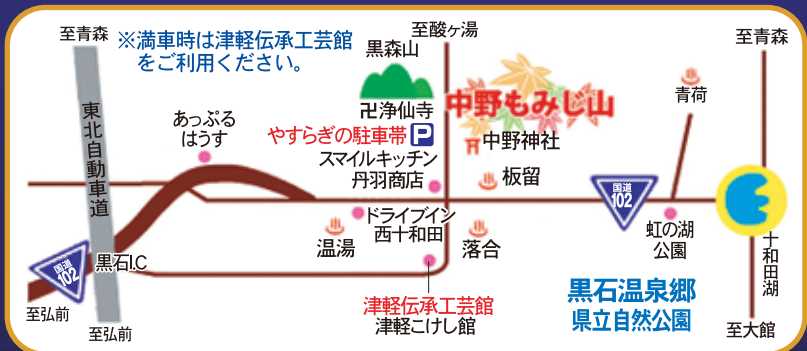 至青森
※満車時は津軽伝承工芸館
をご利用ください。
黒森山
至酸ヶ湯
至青森
東北自動車道
あっぷる
はうす
卍浄仙寺
中野もみじ山
青荷
やすらぎの駐車帯 P
中野神社
スマイルキッチン
丹羽商店
板留
国道
102
ドライブイン
西十和田
温湯
落合
虹の湖
公園
十和田湖
国道
102
黒石I.C
津軽伝承工芸館
津軽こけし館
黒石温泉郷
県立自然公園
至弘前
至弘前
至大館